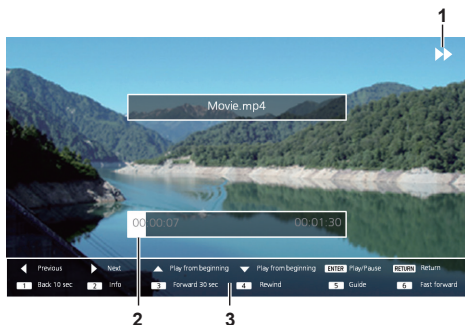 1
Movie.mp4
00:00:07 00:01:30
Previous Next Play from beginning Play from beginning ENTER Play/Pause RETURN Return
1 Back 10 sec 2 Info 3 Forward 30 sec 4 Rewind 5 Guide 6 Fast forward
2 3